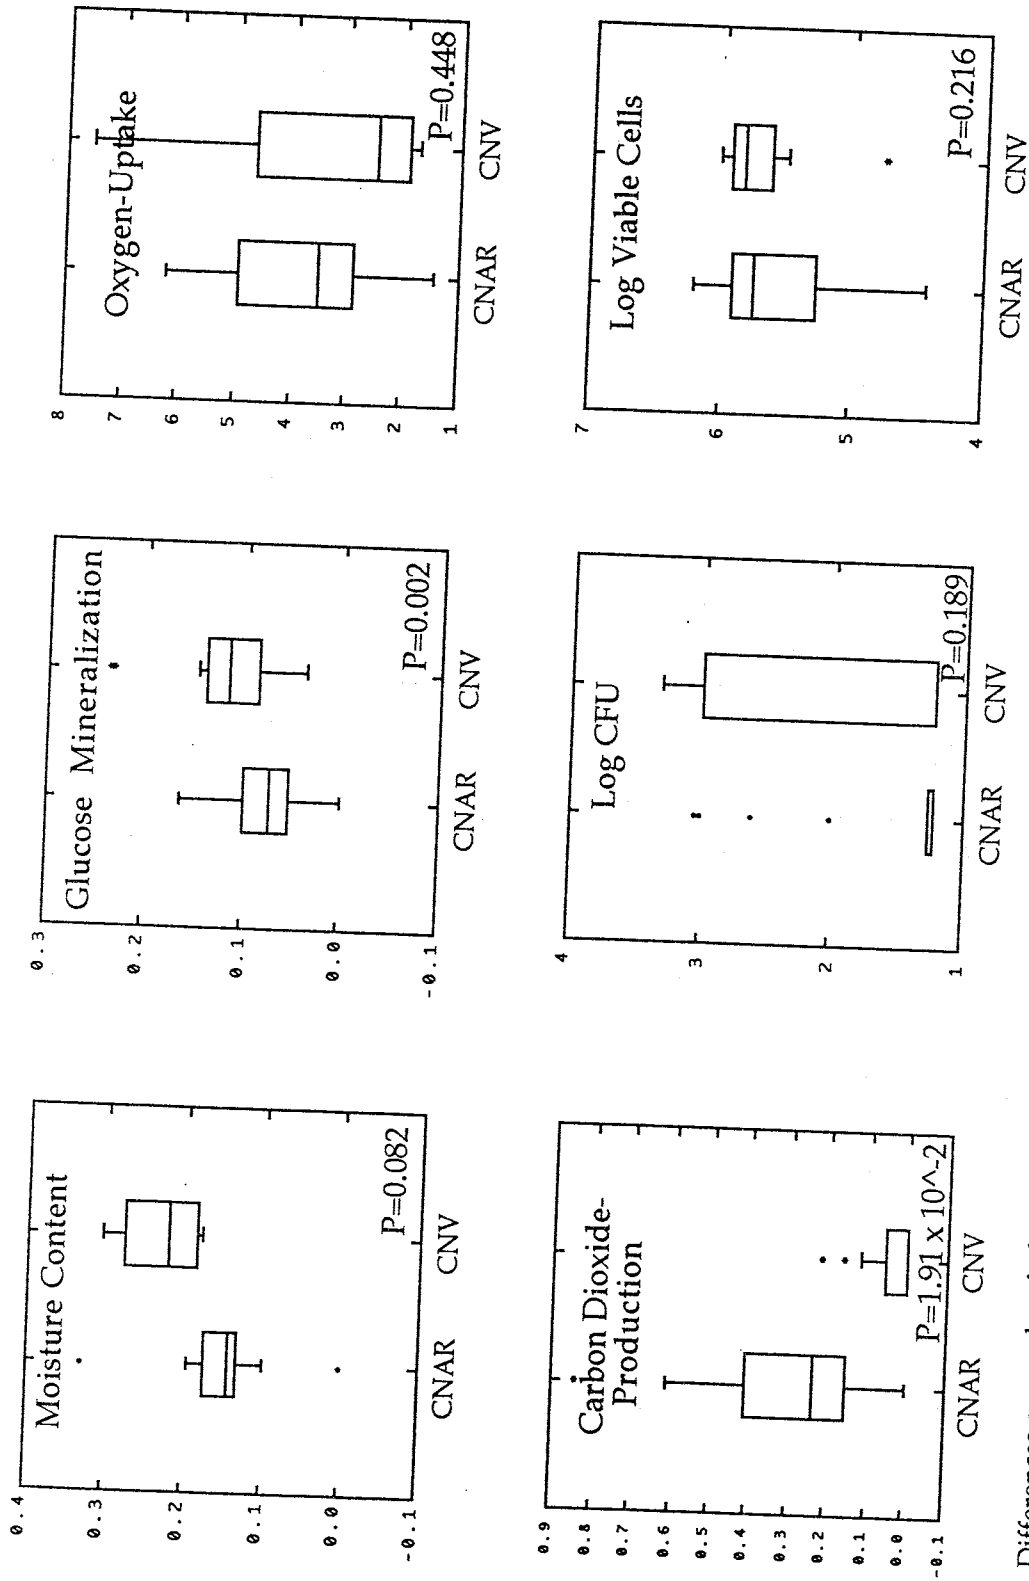 Moisture Content
0.4
0.3
0.2
0.1
0.0
-0.1
P=0.082
CNAR CNV
Glucose Mineralization
0.3
0.2
0.1
0.0
-0.1
P=0.002
CNAR CNV
Oxygen-Uptake
8
7
6
5
4
3
2
1
P=0.448
CNAR CNV
Carbon Dioxide-
Production
0.9
0.8
0.7
0.6
0.5
0.4
0.3
0.2
0.1
0.0
-0.1
P=1.91 x 10^-2
CNAR CNV
Log CFU
4
3
2
1
P=0.189
CNAR CNV
Log Viable Cells
7
6
5
4
P=0.216
CNAR CNV
Differences